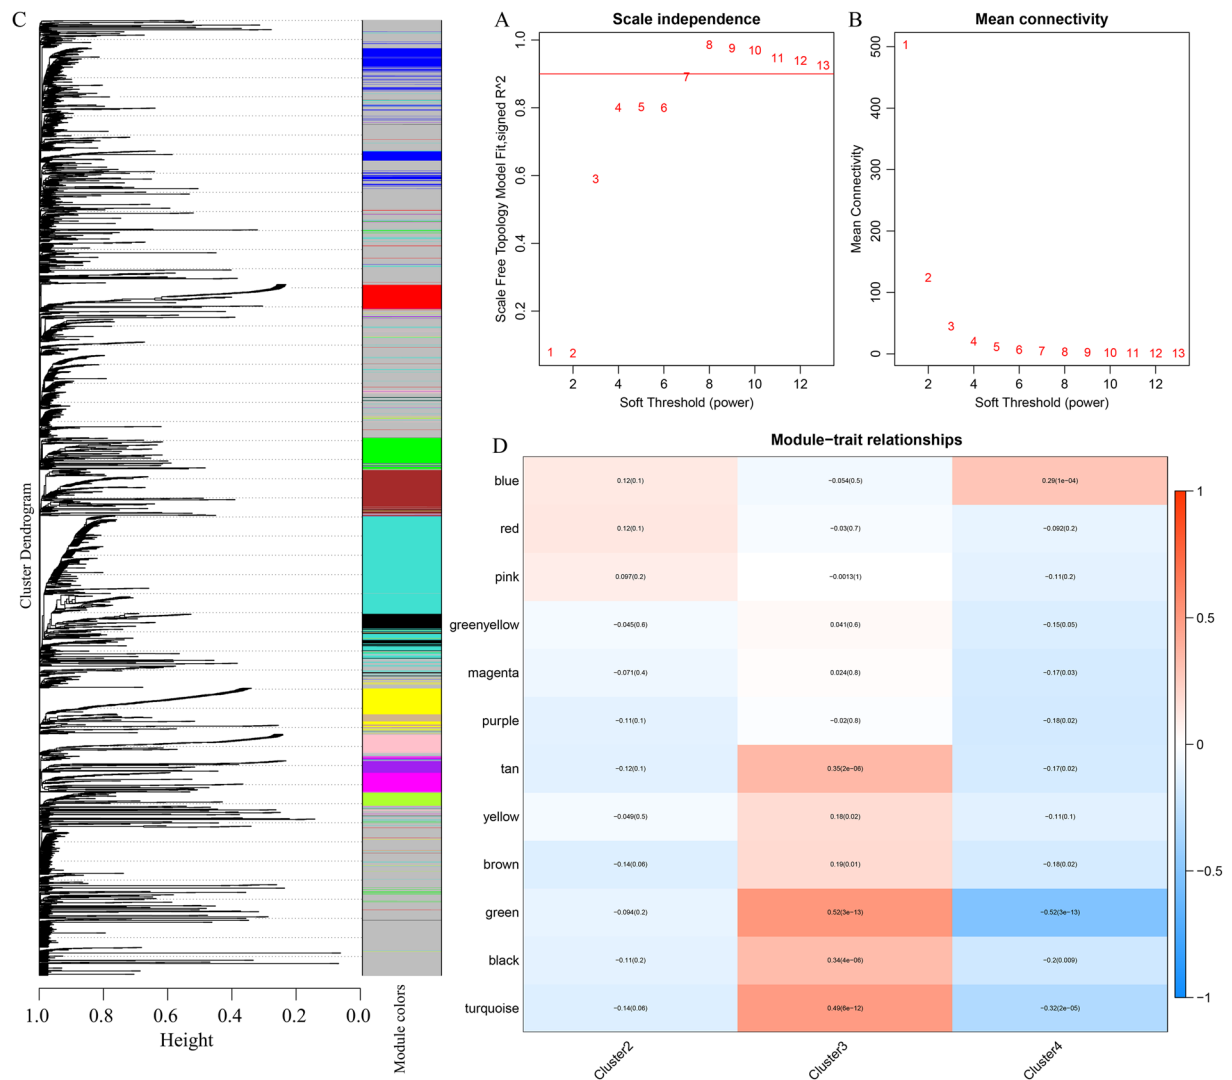 C
Cluster Dendrogram
1.0 0.8 0.6 0.4 0.2 0.0
Height
Module colors
A
Scale independence
Scale Free Topology Model Fit,signed R^2
1.0
0.8
0.6
0.4
0.2
1 2 3 4 5 6 7 8 9 10 11 12 13
2 4 6 8 10 12
Soft Threshold (power)
B
Mean connectivity
Mean Connectivity
500
400
300
200
100
0
1 2 3 4 5 6 7 8 9 10 11 12 13
2 4 6 8 10 12
Soft Threshold (power)
D
Module−trait relationships
blue 0.12(0.1) −0.054(0.5) 0.29(1e−04)
red 0.12(0.1) −0.03(0.7) −0.092(0.2)
pink 0.097(0.2) −0.0013(1) −0.11(0.2)
greenyellow −0.045(0.6) 0.041(0.6) −0.15(0.05)
magenta −0.071(0.4) 0.024(0.8) −0.17(0.03)
purple −0.11(0.1) −0.02(0.8) −0.18(0.02)
tan −0.12(0.1) 0.35(2e−06) −0.17(0.02)
yellow −0.049(0.5) 0.18(0.02) −0.11(0.1)
brown −0.14(0.06) 0.19(0.01) −0.18(0.02)
green −0.094(0.2) 0.52(3e−13) −0.52(3e−13)
black −0.11(0.2) 0.34(4e−06) −0.2(0.009)
turquoise −0.14(0.06) 0.49(6e−12) −0.32(2e−05)
Cluster2 Cluster3 Cluster4
1
0.5
0
−0.5
−1